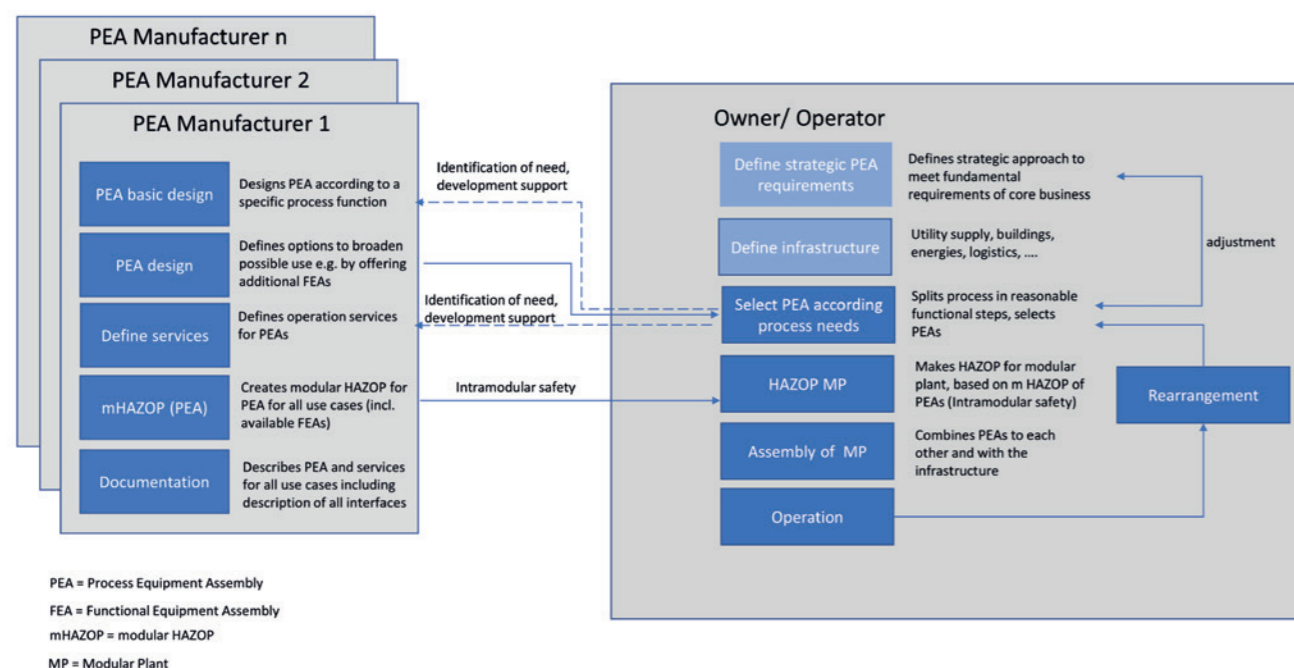 PEA Manufacturer n
PEA Manufacturer 2
PEA Manufacturer 1
PEA basic design
Designs PEA according to a
specific process function
PEA design
Defines options to broaden
possible use e.g. by offering
additional FEAs
Define services
Defines operation services
for PEAs
mHAZOP (PEA)
Creates modular HAZOP for
PEA for all use cases (incl.
available FEAs)
Documentation
Describes PEA and services
for all use cases including
description of all interfaces
Identification of need,
development support
Identification of need,
development support
Intramodular safety
Owner/ Operator
Define strategic PEA
requirements
Defines strategic approach to
meet fundamental
requirements of core business
Define infrastructure
Utility supply, buildings,
energies, logistics, ....
adjustment
Select PEA according
process needs
Splits process in reasonable
functional steps, selects
PEAs
HAZOP MP
Makes HAZOP for modular
plant, based on m HAZOP of
PEAs (Intramodular safety)
Rearrangement
Assembly of MP
Combines PEAs to each
other and with the
infrastructure
Operation
PEA = Process Equipment Assembly
FEA = Functional Equipment Assembly
mHAZOP = modular HAZOP
MP = Modular Plant